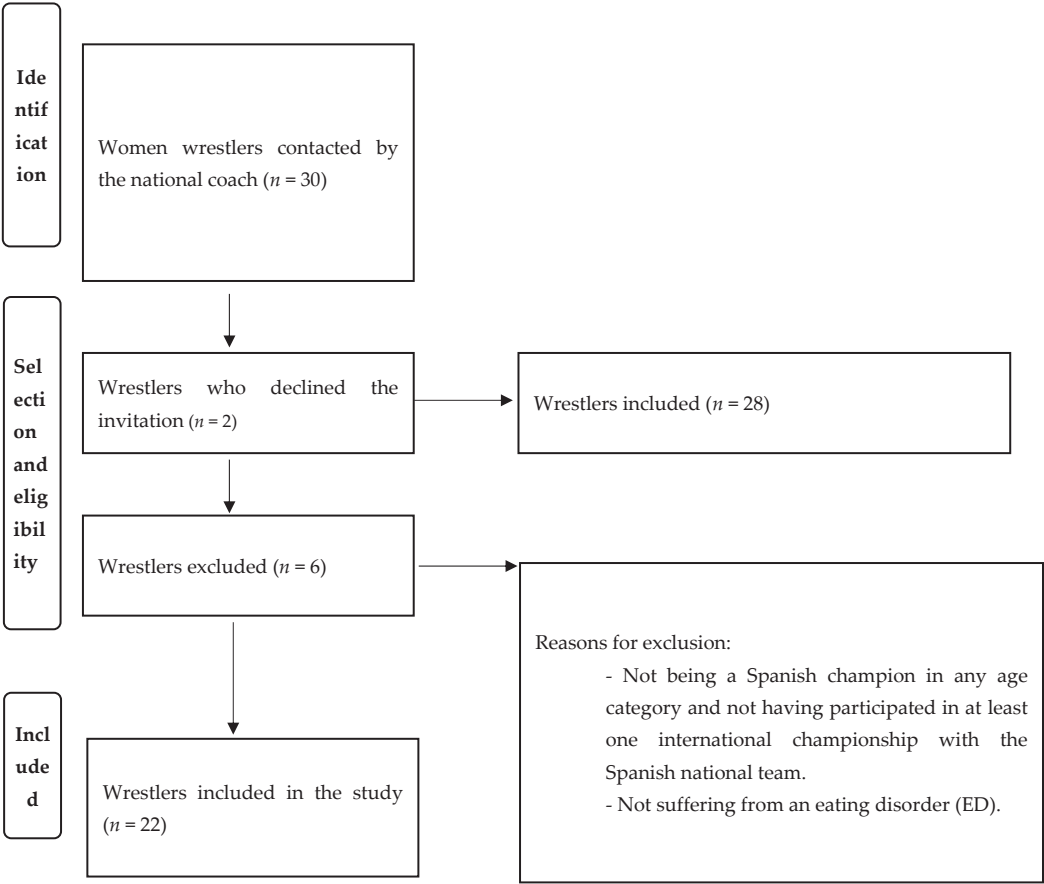 Ide
ntif
icat
ion
Women wrestlers contacted by
the national coach (n = 30)
Sel
ecti
on
and
elig
ibil
ity
Wrestlers who declined the
invitation (n = 2)
Wrestlers included (n = 28)
Wrestlers excluded (n = 6)
Reasons for exclusion:
- Not being a Spanish champion in any age
category and not having participated in at least
one international championship with the
Spanish national team.
- Not suffering from an eating disorder (ED).
Incl
ude
d
Wrestlers included in the study
(n = 22)